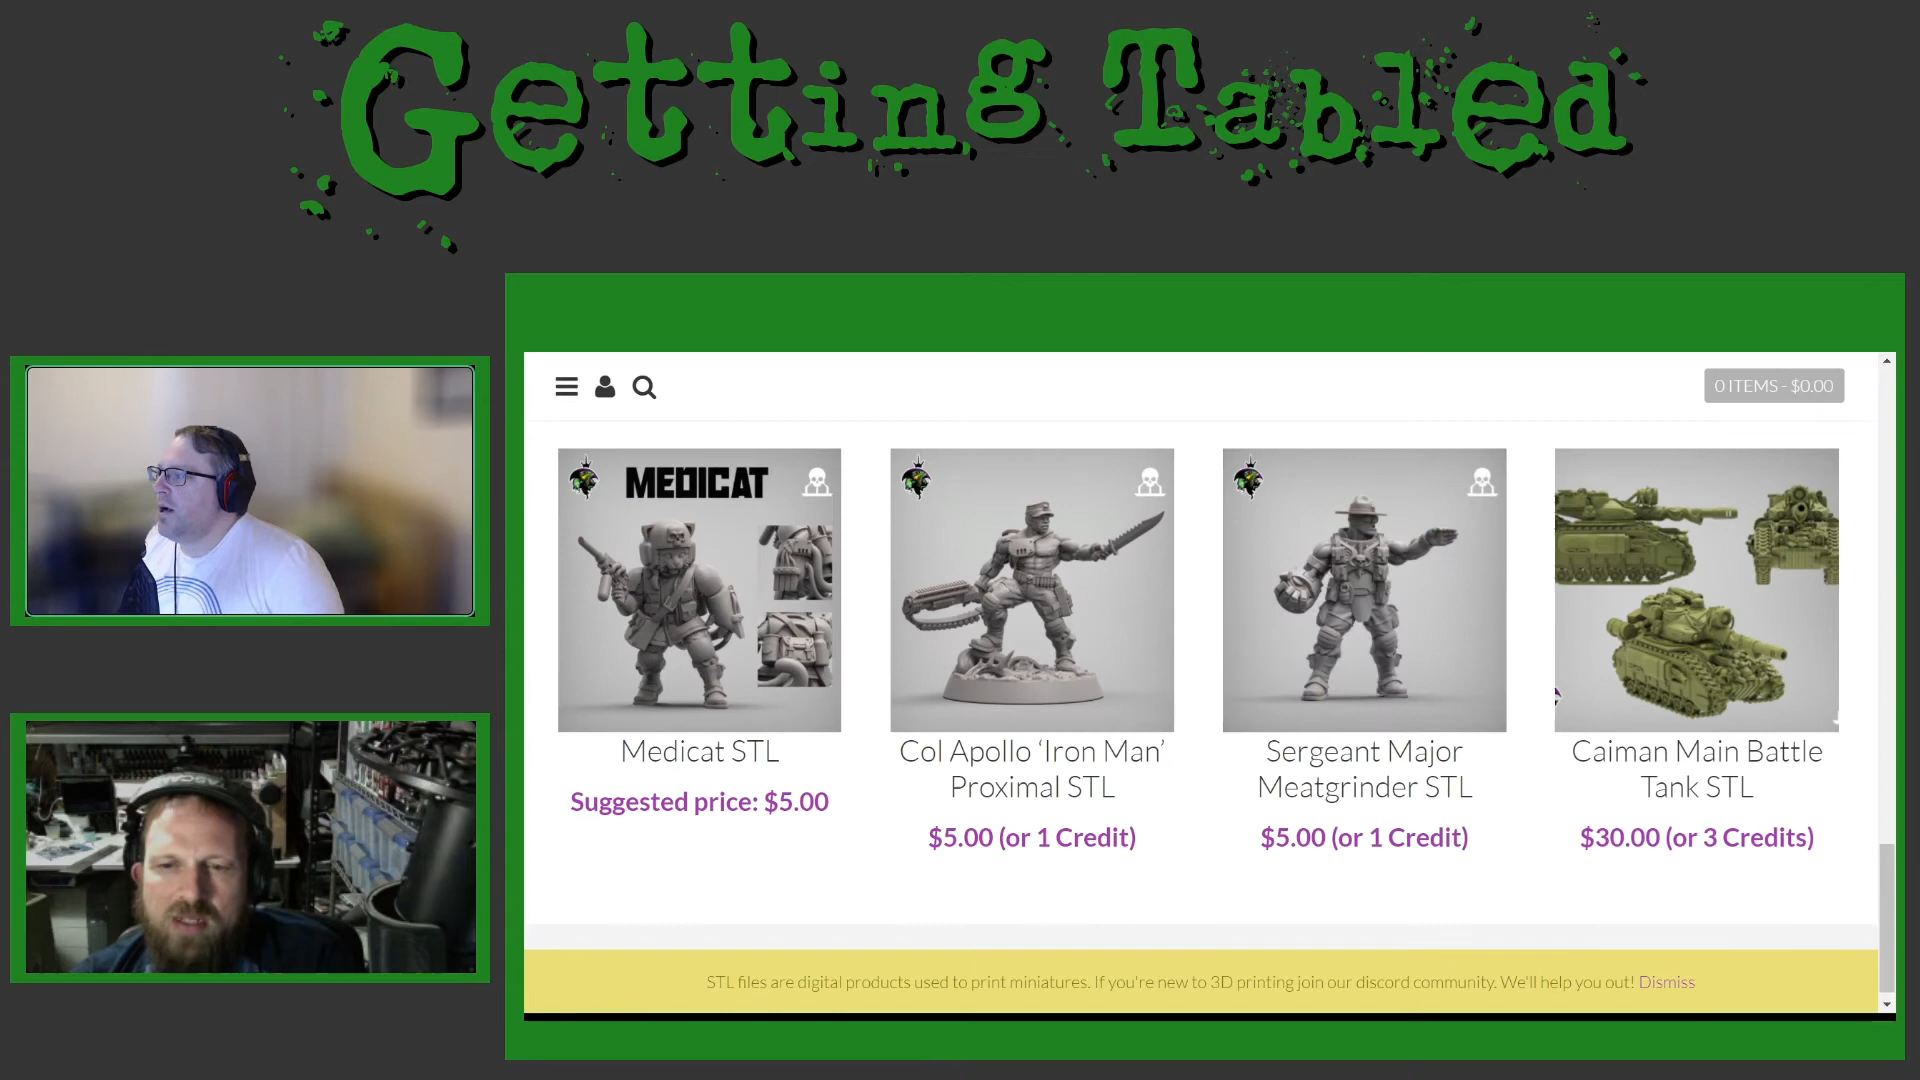 Getting Tabled
0 ITEMS - $0.00
MEDICAT
Medicat STL
Suggested price: $5.00
Col Apollo ‘Iron Man’
Proximal STL
$5.00 (or 1 Credit)
Sergeant Major
Meatgrinder STL
$5.00 (or 1 Credit)
Caiman Main Battle
Tank STL
$30.00 (or 3 Credits)
STL files are digital products used to print miniatures. If you're new to 3D printing join our discord community. We'll help you out! Dismiss